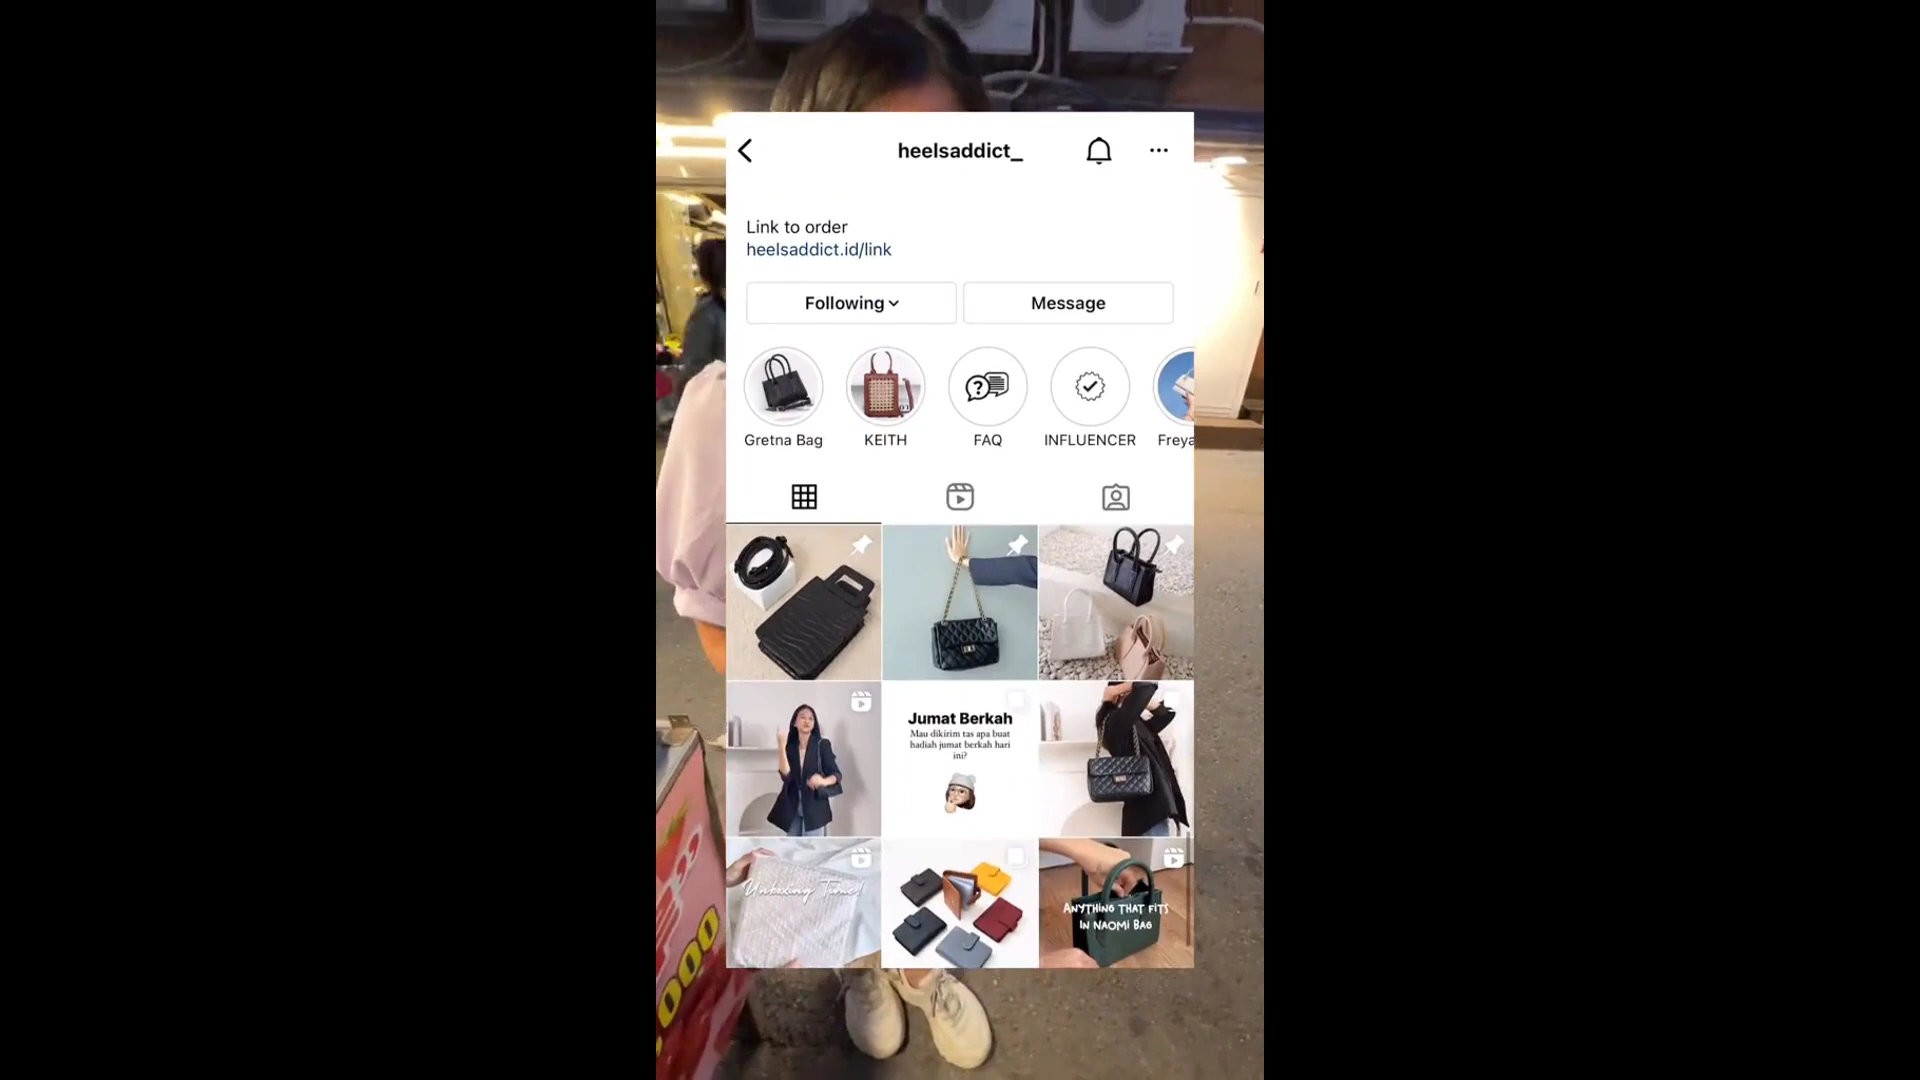 heelsaddict_
Link to order
heelsaddict.id/link
Following
Message
Gretna Bag
KEITH
FAQ
INFLUENCER
Freya
Jumat Berkah
Mau dikirim tas apa buat
hadiah jumat berkah hari
ini?
Unboxing Time!
ANYTHING THAT FITS
IN NAOMI BAG
.000